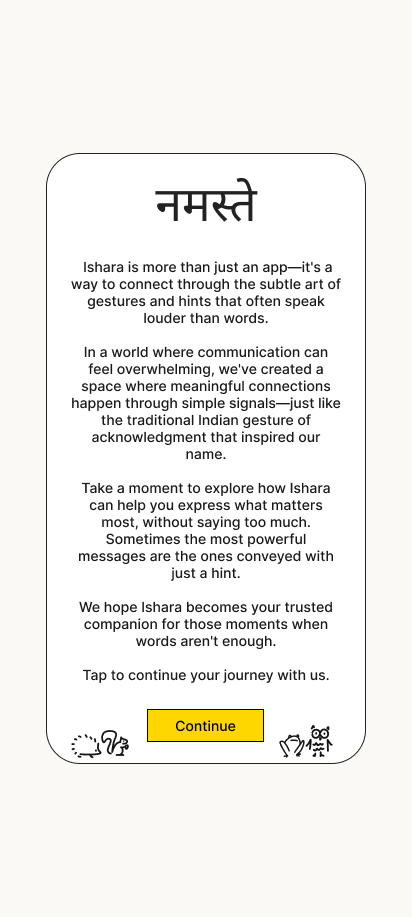 नमस्ते
Ishara is more than just an app—it's a
way to connect through the subtle art of
gestures and hints that often speak
louder than words.
In a world where communication can
feel overwhelming, we've created a
space where meaningful connections
happen through simple signals—just like
the traditional Indian gesture of
acknowledgment that inspired our
name.
Take a moment to explore how Ishara
can help you express what matters
most, without saying too much.
Sometimes the most powerful
messages are the ones conveyed with
just a hint.
We hope Ishara becomes your trusted
companion for those moments when
words aren't enough.
Tap to continue your journey with us.
Continue